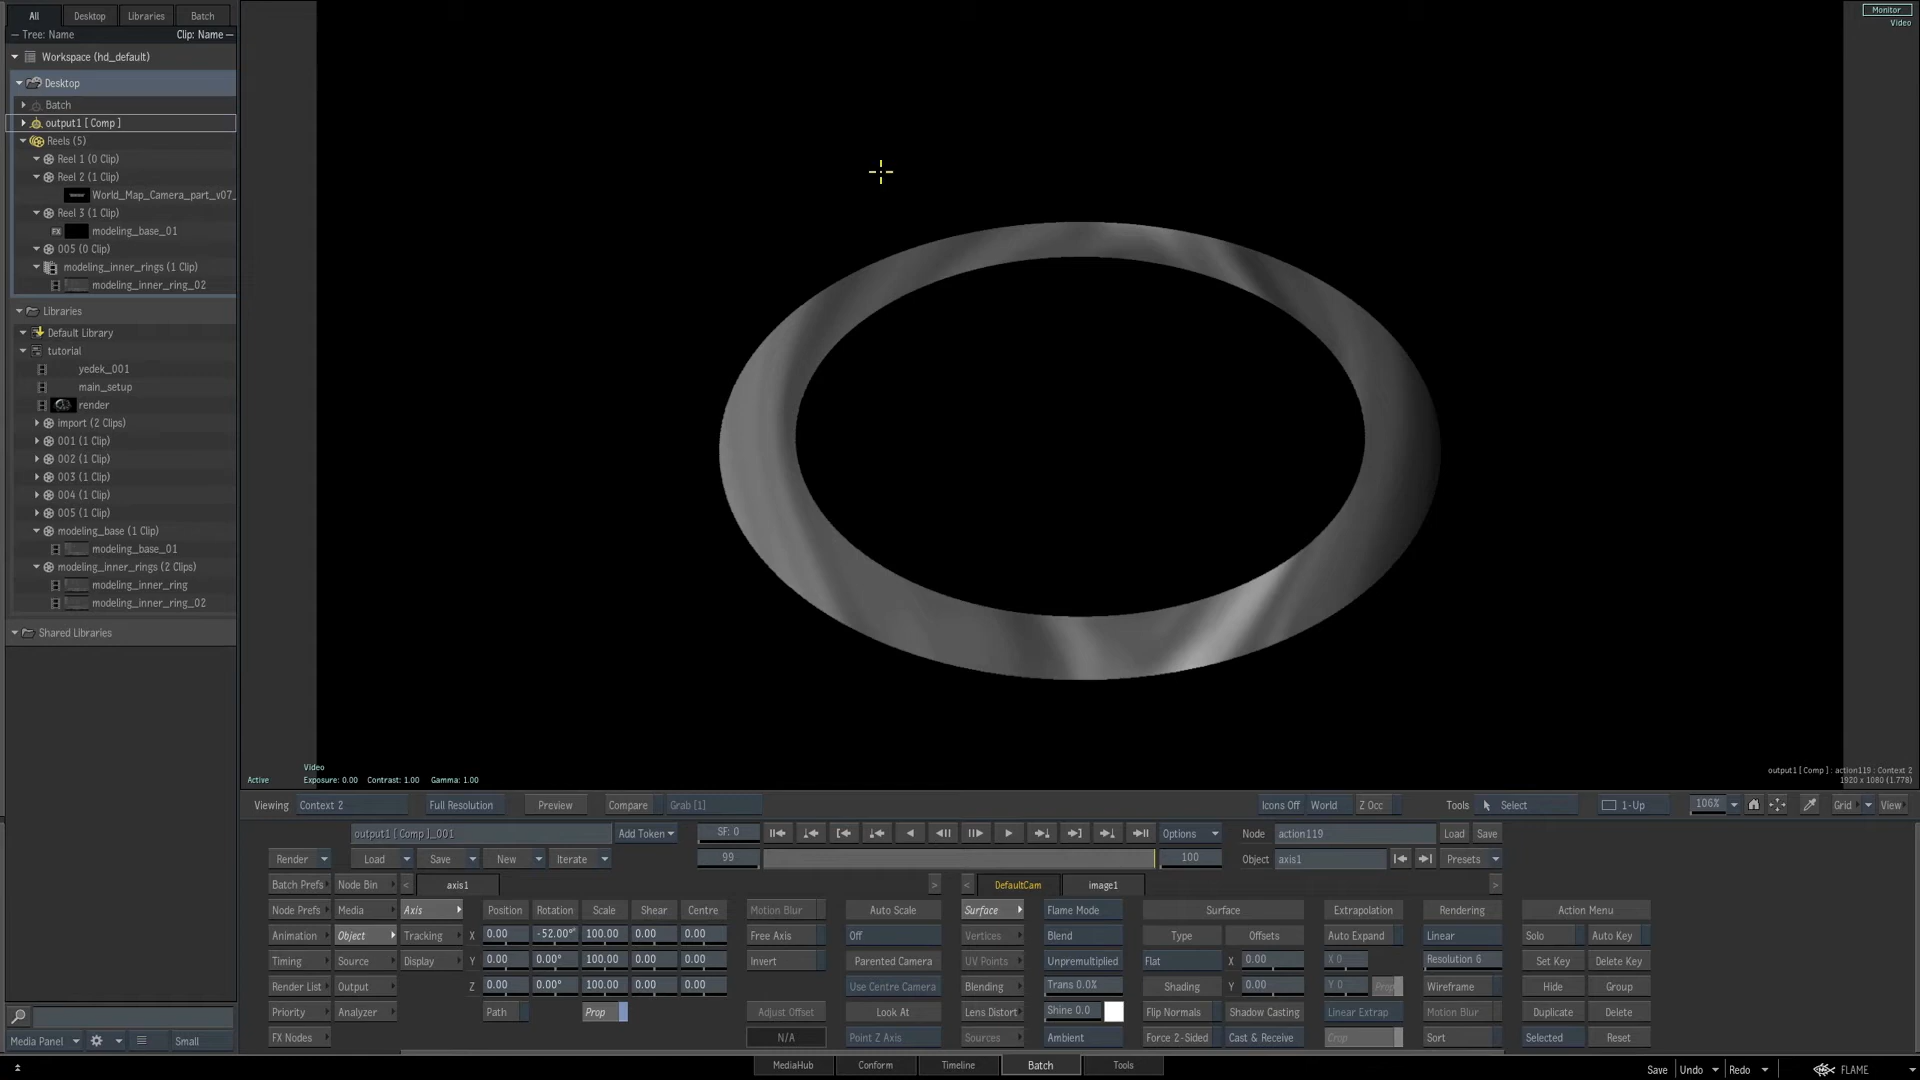 All Desktop Libraries Batch
Tree: Name Clip: Name
Workspace (hd_default)
Desktop
Batch
output1 [ Comp ]
Reels (5)
Reel 1 (0 Clip)
Reel 2 (1 Clip)
World_Map_Camera_part_v07_
Reel 3 (1 Clip)
FX modeling_base_01
005 (0 Clip)
modeling_inner_rings (1 Clip)
modeling_inner_ring_02
Libraries
Default Library
tutorial
yedek_001
main_setup
render
import (2 Clips)
001 (1 Clip)
002 (1 Clip)
003 (1 Clip)
004 (1 Clip)
005 (1 Clip)
modeling_base (1 Clip)
modeling_base_01
modeling_inner_rings (2 Clips)
modeling_inner_ring
modeling_inner_ring_02
Shared Libraries
Media Panel Small
Monitor
Video
Video
Active Exposure: 0.00 Contrast: 1.00 Gamma: 1.00
output1 [ Comp ] : action119 : Context 2
1920 x 1080 (1.778)
Viewing Context 2 Full Resolution Preview Compare Grab [1] Icons Off World Z Occ Tools Select 1-Up 106% Grid View
output1 [ Comp ]_001 Add Token SF: 0 Options Node action119 Load Save
Render Load Save New Iterate 99 100 Object axis1 Presets
Batch Prefs Node Bin < axis1 > < DefaultCam image1 >
Node Prefs Media Axis Position Rotation Scale Shear Centre Motion Blur Auto Scale Surface Flame Mode Surface Extrapolation Rendering Action Menu
Animation Object Tracking X 0.00 -52.00° 100.00 0.00 0.00 Free Axis Off Vertices Blend Type Offsets Auto Expand Linear Solo Auto Key
Timing Source Display Y 0.00 0.00° 100.00 0.00 0.00 Invert Parented Camera UV Points Unpremultiplied Flat X 0.00 X 0 Resolution 6 Set Key Delete Key
Render List Output Z 0.00 0.00° 100.00 0.00 0.00 Use Centre Camera Blending Trans 0.0% Shading Y 0.00 Y 0 Prop Wireframe Hide Group
Priority Analyzer Path Prop Adjust Offset Look At Lens Distort Shine 0.0 Flip Normals Shadow Casting Linear Extrap Motion Blur Duplicate Delete
FX Nodes N/A Point Z Axis Sources Ambient Force 2-Sided Cast & Receive Crop Sort Selected Reset
MediaHub Conform Timeline Batch Tools Save Undo Redo FLAME